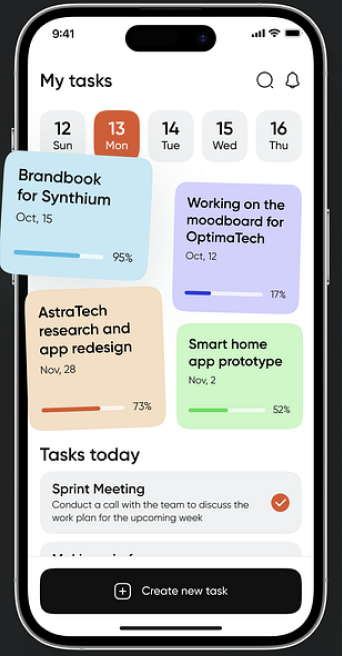 9:41
My tasks
12 13 14 15 16
Sun Mon Tue Wed Thu
Brandbook
for Synthium
Oct, 15
95%
Working on the
moodboard for
OptimaTech
Oct, 12
17%
AstraTech
research and
app redesign
Nov, 28
73%
Smart home
app prototype
Nov, 2
52%
Tasks today
Sprint Meeting
Conduct a call with the team to discuss the
work plan for the upcoming week
Create new task